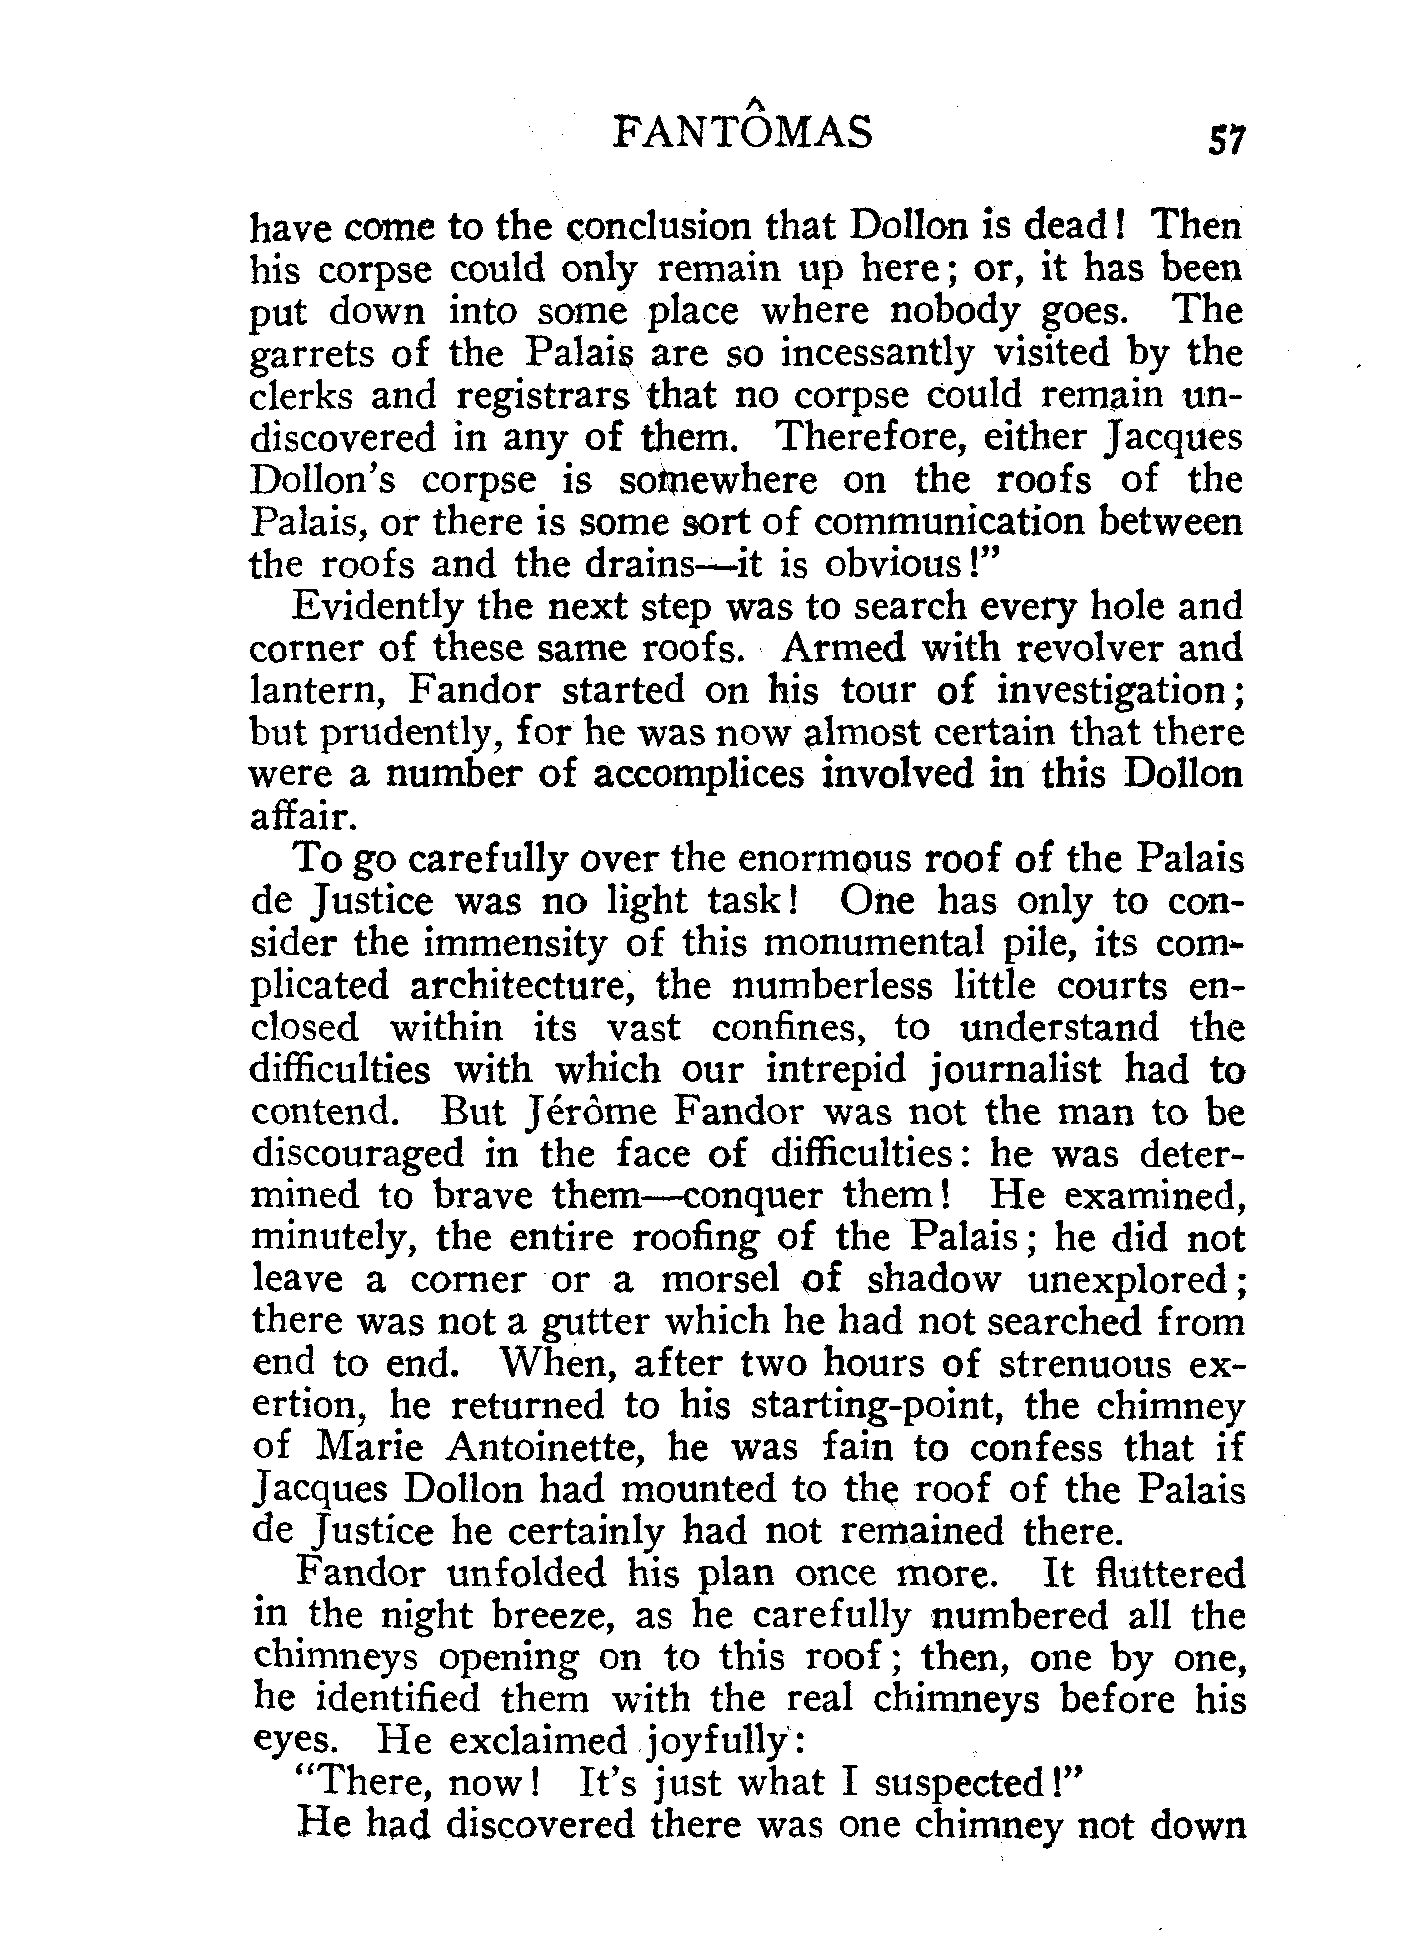 FANTÔMAS 57
have come to the conclusion that Dollon is dead! Then
his corpse could only remain up here; or, it has been
put down into some place where nobody goes. The
garrets of the Palais are so incessantly visited by the
clerks and registrars that no corpse could remain un-
discovered in any of them. Therefore, either Jacques
Dollon's corpse is somewhere on the roofs of the
Palais, or there is some sort of communication between
the roofs and the drains—it is obvious!"
Evidently the next step was to search every hole and
corner of these same roofs. Armed with revolver and
lantern, Fandor started on his tour of investigation;
but prudently, for he was now almost certain that there
were a number of accomplices involved in this Dollon
affair.
To go carefully over the enormous roof of the Palais
de Justice was no light task! One has only to con-
sider the immensity of this monumental pile, its com-
plicated architecture, the numberless little courts en-
closed within its vast confines, to understand the
difficulties with which our intrepid journalist had to
contend. But Jérôme Fandor was not the man to be
discouraged in the face of difficulties: he was deter-
mined to brave them—conquer them! He examined,
minutely, the entire roofing of the Palais; he did not
leave a corner or a morsel of shadow unexplored;
there was not a gutter which he had not searched from
end to end. When, after two hours of strenuous ex-
ertion, he returned to his starting-point, the chimney
of Marie Antoinette, he was fain to confess that if
Jacques Dollon had mounted to the roof of the Palais
de Justice he certainly had not remained there.
Fandor unfolded his plan once more. It fluttered
in the night breeze, as he carefully numbered all the
chimneys opening on to this roof; then, one by one,
he identified them with the real chimneys before his
eyes. He exclaimed joyfully:
"There, now! It's just what I suspected!"
He had discovered there was one chimney not down